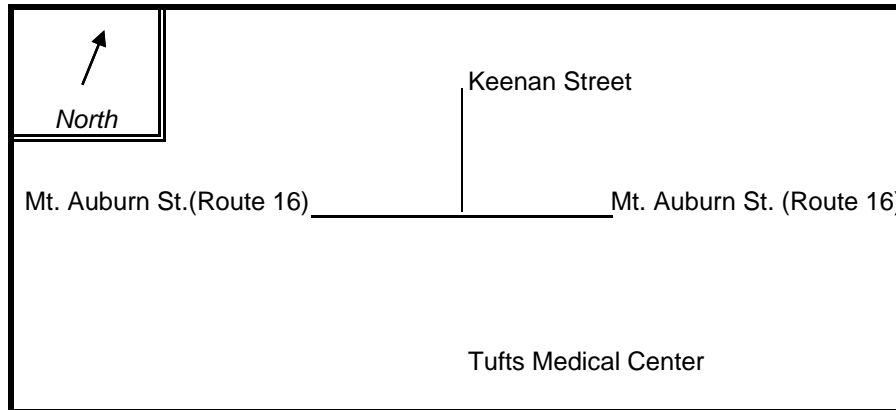 Keenan Street
North
Mt. Auburn St.(Route 16) Mt. Auburn St. (Route 16)
Tufts Medical Center